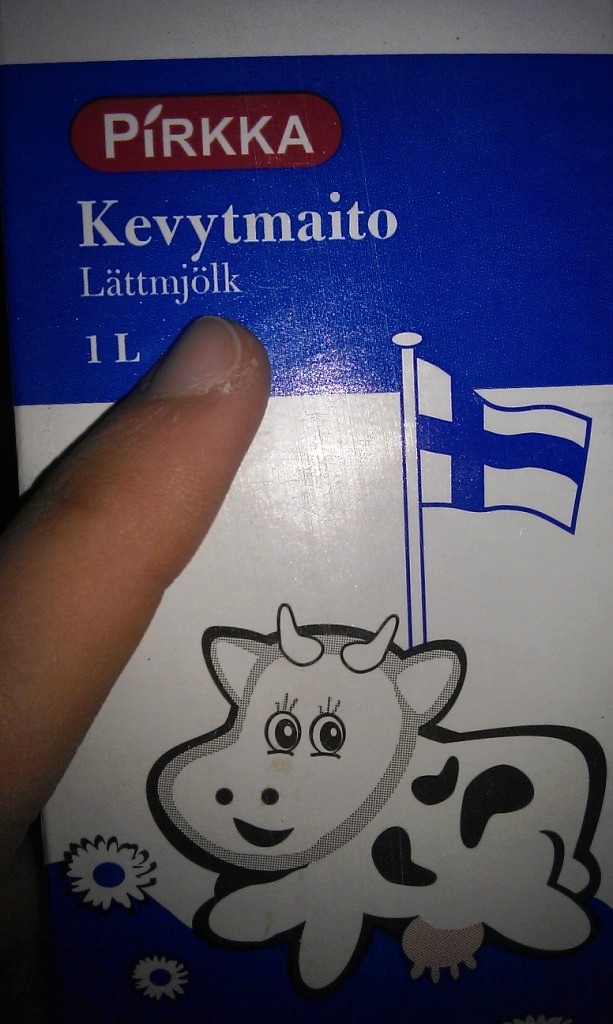 PIRKKA
Kevytmaito
Lättmjölk
1 L